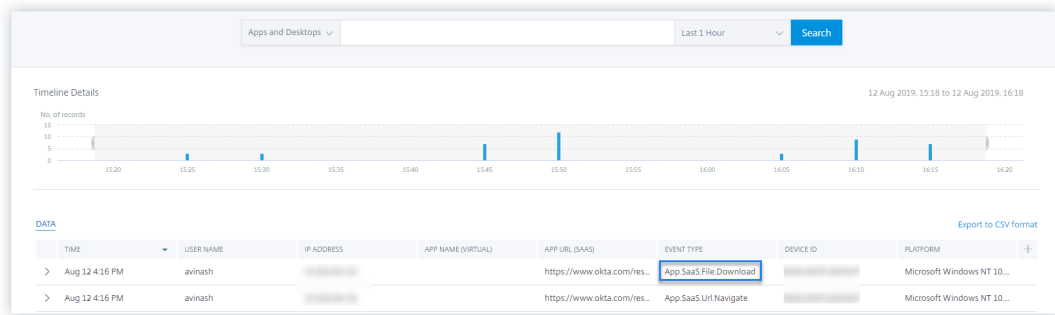 Apps and Desktops Last 1 Hour Search
Timeline Details 12 Aug 2019, 15:18 to 12 Aug 2019, 16:18
No. of records
15
10
5
0
15:20 15:25 15:30 15:35 15:40 15:45 15:50 15:55 16:00 16:05 16:10 16:15 16:20
DATA Export to CSV format
TIME USER NAME IP ADDRESS APP NAME (VIRTUAL) APP URL (SAAS) EVENT TYPE DEVICE ID PLATFORM
Aug 12 4:16 PM avinash https://www.okta.com/res... App.SaaS.File.Download Microsoft Windows NT 10....
Aug 12 4:16 PM avinash https://www.okta.com/res... App.SaaS.Url.Navigate Microsoft Windows NT 10....